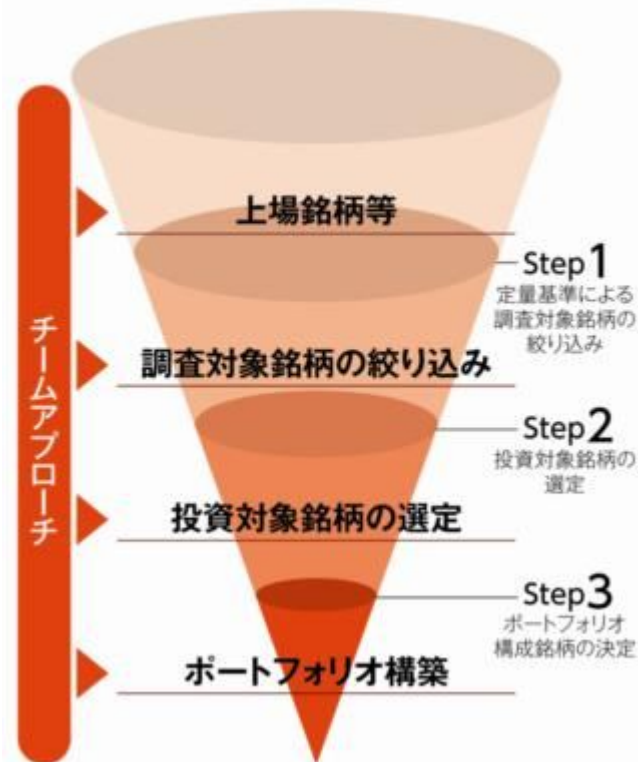 チームアプローチ
上場銘柄等
Step1
定量基準による
調査対象銘柄の
絞り込み
調査対象銘柄の絞り込み
Step2
投資対象銘柄の
選定
投資対象銘柄の選定
Step3
ポートフォリオ
構成銘柄の決定
ポートフォリオ構築